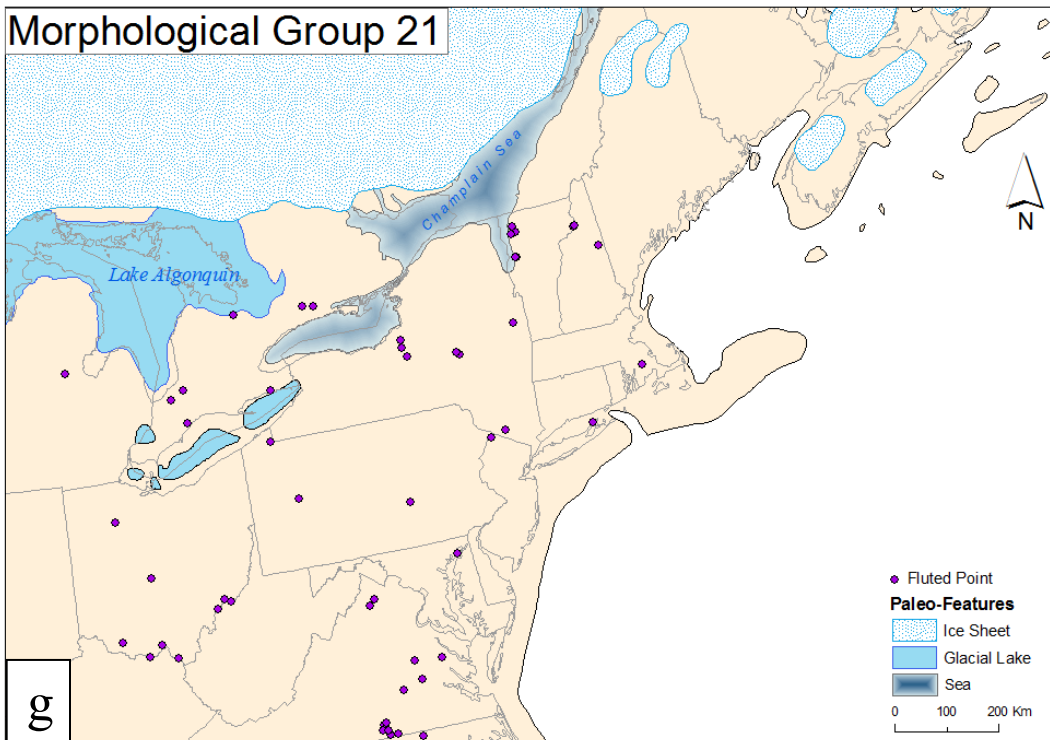 Morphological Group 21
Champlain Sea
Lake Algonquin
N
Fluted Point
Paleo-Features
Ice Sheet
Glacial Lake
Sea
0 100 200 Km
g